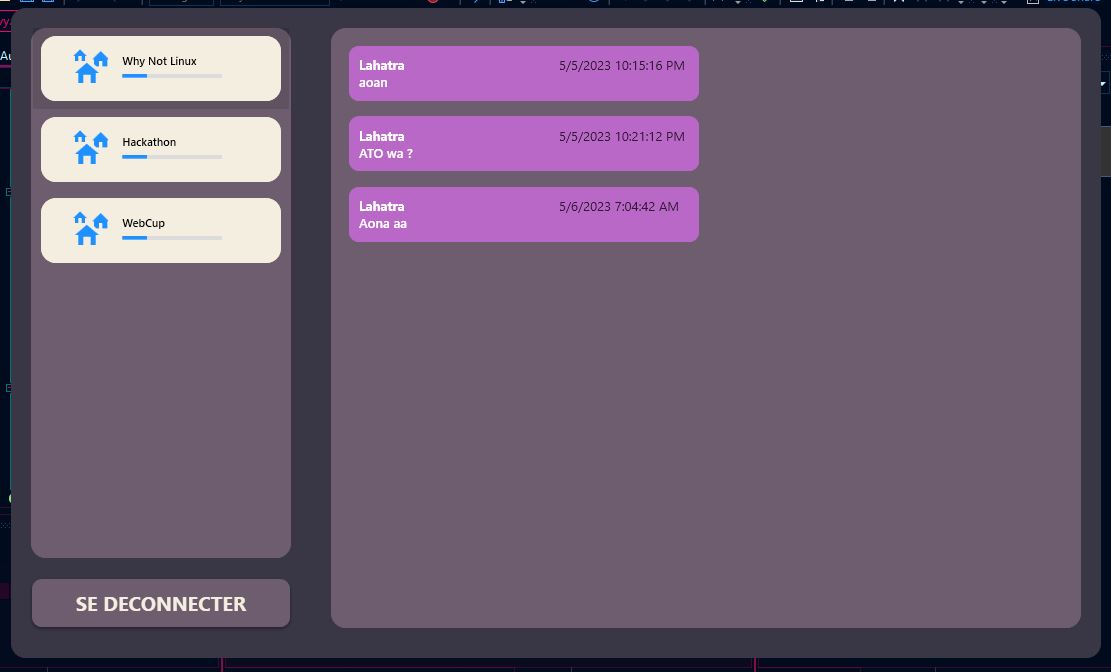 Why Not Linux
Hackathon
WebCup
SE DECONNECTER
Lahatra 5/5/2023 10:15:16 PM
aoan
Lahatra 5/5/2023 10:21:12 PM
ATO wa ?
Lahatra 5/6/2023 7:04:42 AM
Aona aa